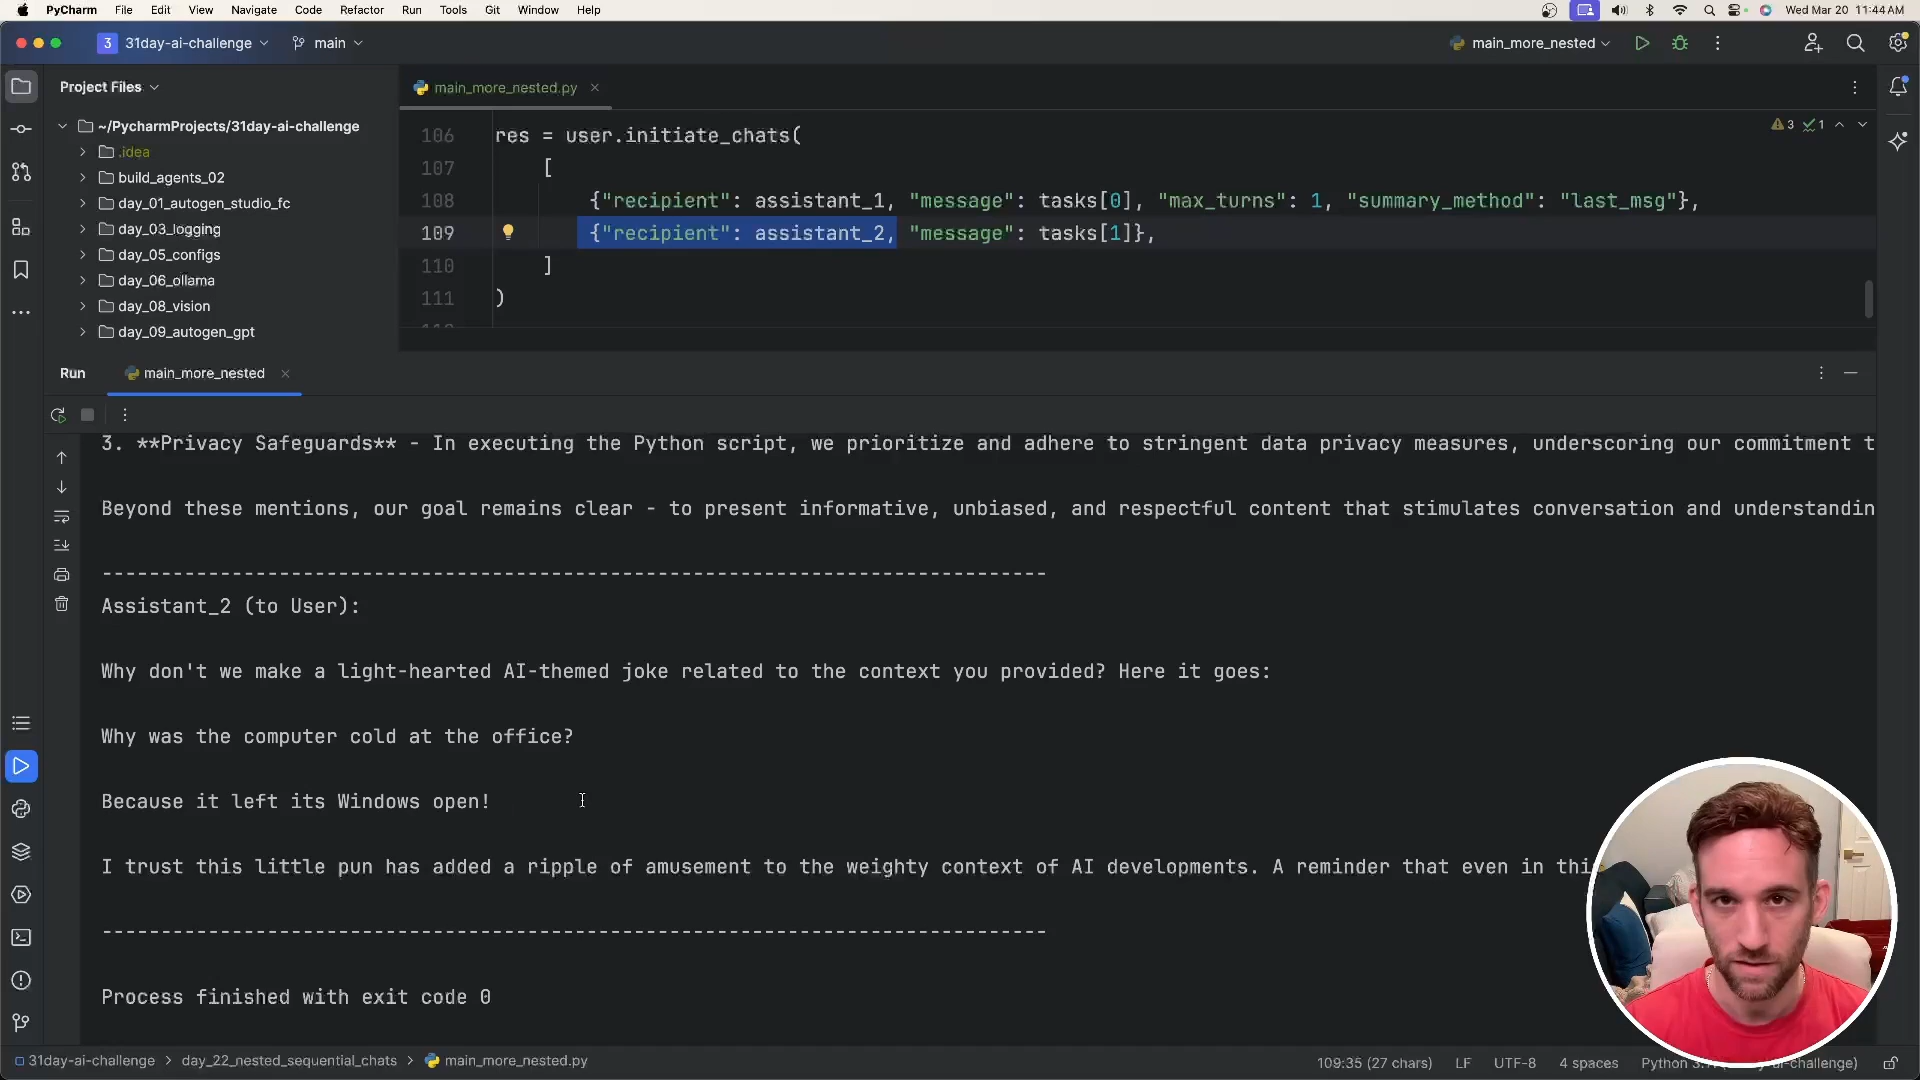 PyCharm File Edit View Navigate Code Refactor Run Tools Git Window Help Wed Mar 20 11:44 AM
3 31day-ai-challenge main main_more_nested
Project Files
~/PycharmProjects/31day-ai-challenge
.idea
build_agents_02
day_01_autogen_studio_fc
day_03_logging
day_05_configs
day_06_ollama
day_08_vision
day_09_autogen_gpt
main_more_nested.py
3 1
106 res = user.initiate_chats(
107 [
108 {"recipient": assistant_1, "message": tasks[0], "max_turns": 1, "summary_method": "last_msg"},
109 {"recipient": assistant_2, "message": tasks[1]},
110 ]
111 )
Run main_more_nested
3. **Privacy Safeguards** - In executing the Python script, we prioritize and adhere to stringent data privacy measures, underscoring our commitment t
Beyond these mentions, our goal remains clear - to present informative, unbiased, and respectful content that stimulates conversation and understandin
--------------------------------------------------------------------------------
Assistant_2 (to User):
Why don't we make a light-hearted AI-themed joke related to the context you provided? Here it goes:
Why was the computer cold at the office?
Because it left its Windows open!
I trust this little pun has added a ripple of amusement to the weighty context of AI developments. A reminder that even in thi
--------------------------------------------------------------------------------
Process finished with exit code 0
31day-ai-challenge > day_22_nested_sequential_chats > main_more_nested.py 109:35 (27 chars) LF UTF-8 4 spaces Python